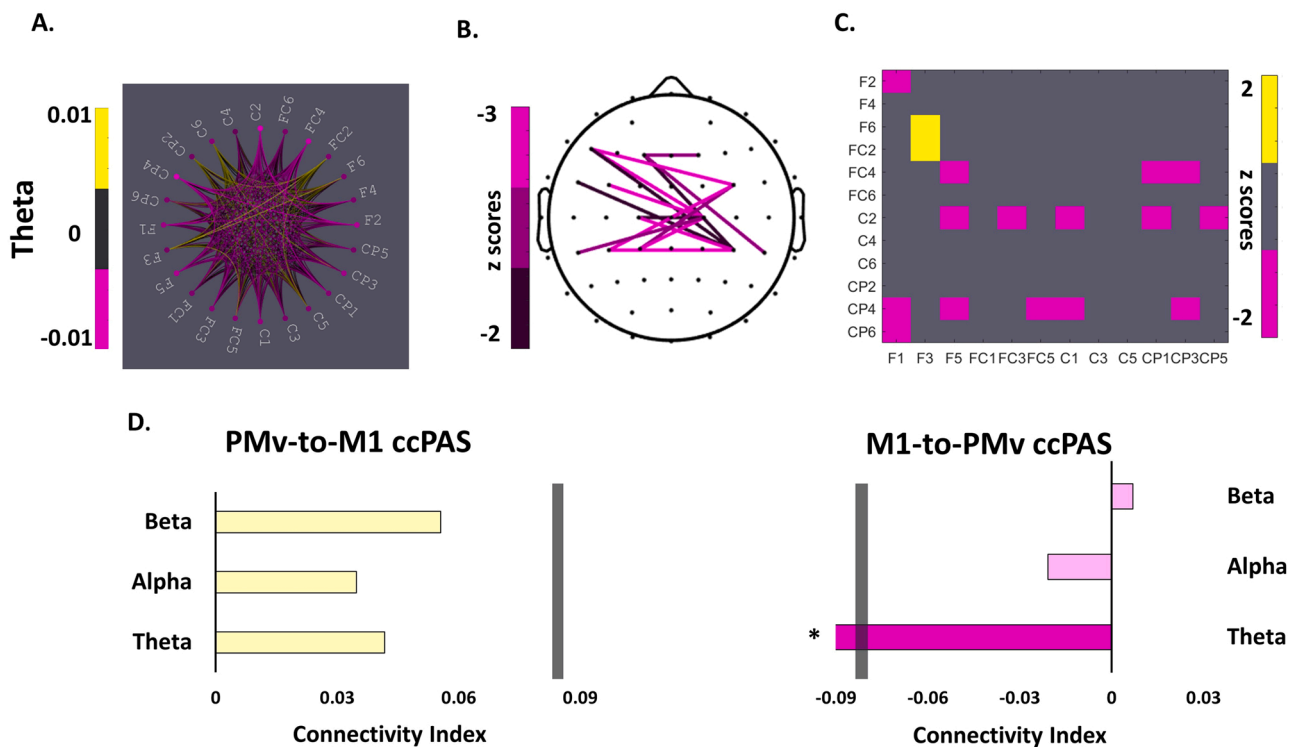 A.
B.
C.
0.01
0
-0.01
Theta
C2
FC6
FC4
FC2
F6
F4
F2
CP5
CP3
CP1
C5
C3
C1
FC5
FC3
FC1
F5
F3
F1
CP6
CP4
CP2
C6
C4
-3
z scores
-2
F2
F4
F6
FC2
FC4
FC6
C2
C4
C6
CP2
CP4
CP6
F1 F3 F5 FC1 FC3 FC5 C1 C3 C5 CP1 CP3 CP5
2
z scores
-2
D.
PMv-to-M1 ccPAS
Beta
Alpha
Theta
0 0.03 0.06 0.09
Connectivity Index
M1-to-PMv ccPAS
Beta
Alpha
* Theta
-0.09 -0.06 -0.03 0 0.03
Connectivity Index